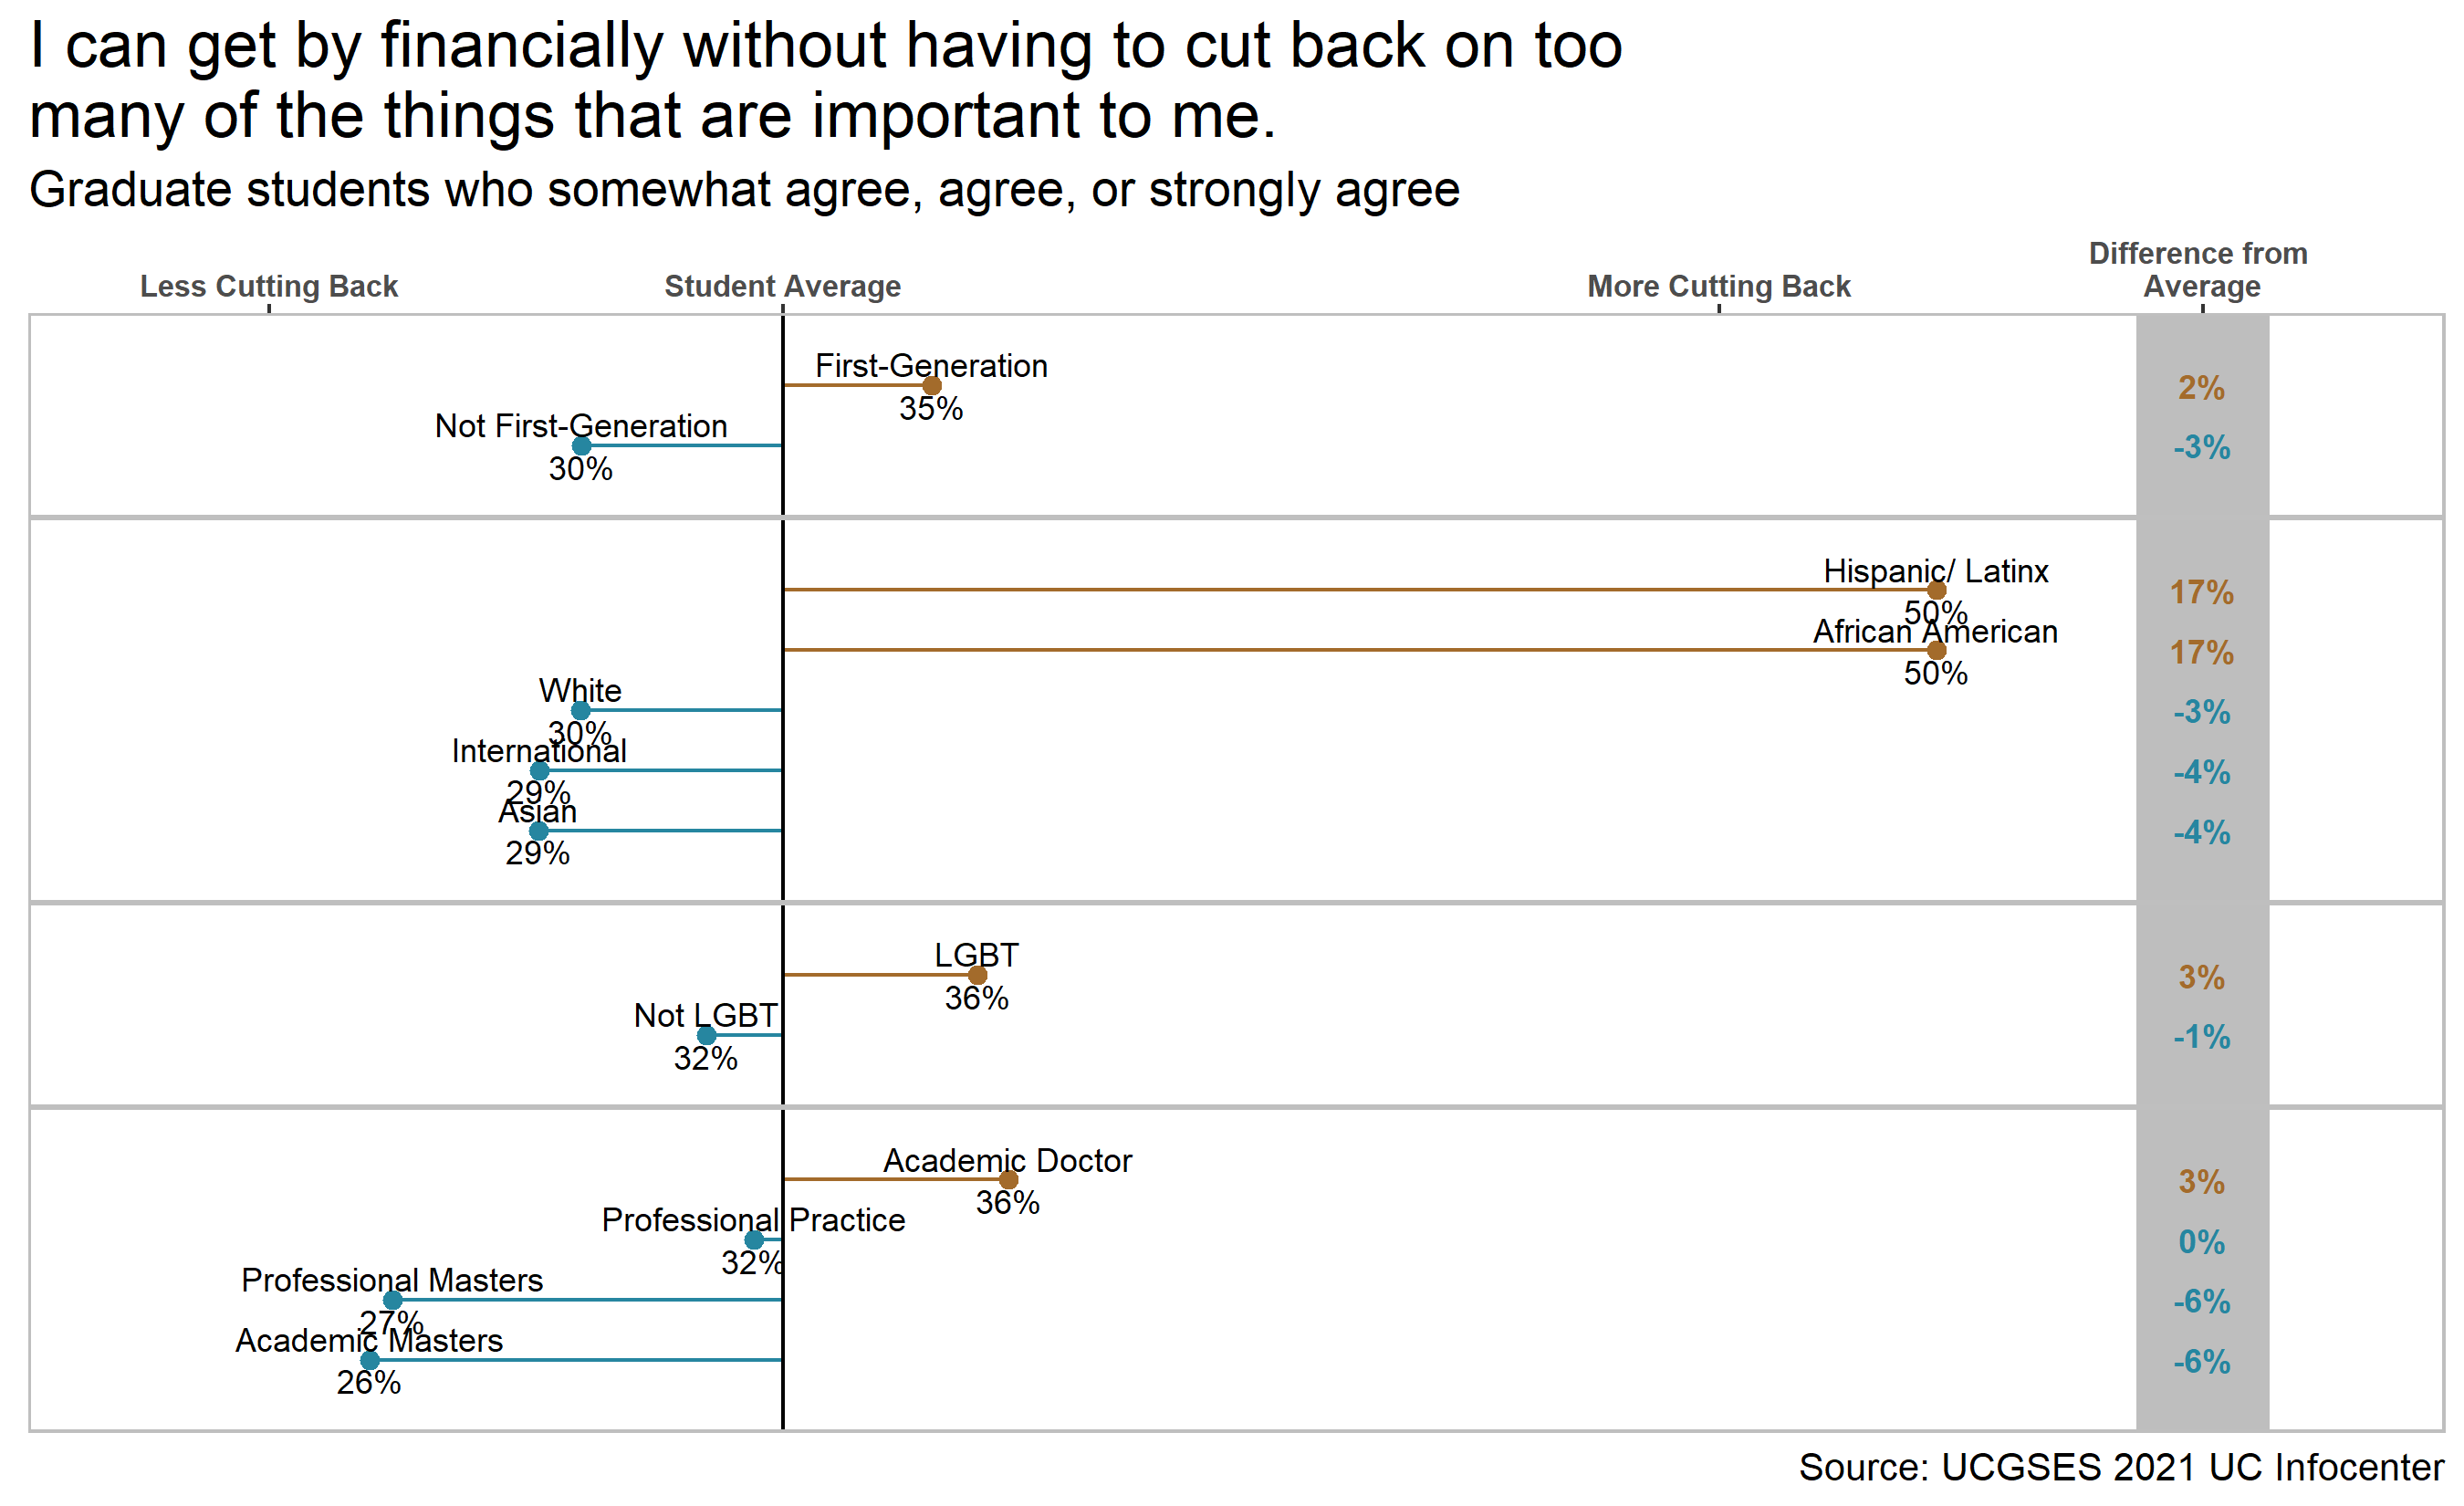 I can get by financially without having to cut back on too
many of the things that are important to me.
Graduate students who somewhat agree, agree, or strongly agree
Less Cutting Back
Student Average
More Cutting Back
Difference from
Average
First-Generation
35%
2%
Not First-Generation
30%
-3%
Hispanic/ Latinx
50%
17%
African American
50%
17%
White
30%
-3%
International
29%
-4%
Asian
29%
-4%
LGBT
36%
3%
Not LGBT
32%
-1%
Academic Doctor
36%
3%
Professional Practice
32%
0%
Professional Masters
27%
-6%
Academic Masters
26%
-6%
Source: UCGSES 2021 UC Infocenter